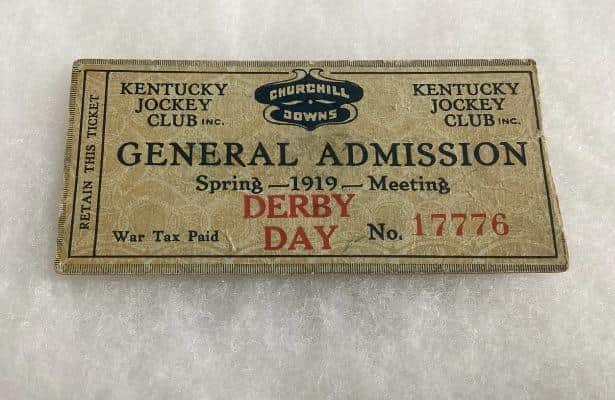 RETAIN THIS TICKET
KENTUCKY
JOCKEY
CLUB INC.
CHURCHILL
DOWNS
KENTUCKY
JOCKEY
CLUB INC.
GENERAL ADMISSION
Spring — 1919 — Meeting
DERBY
DAY
War Tax Paid
No. 17776